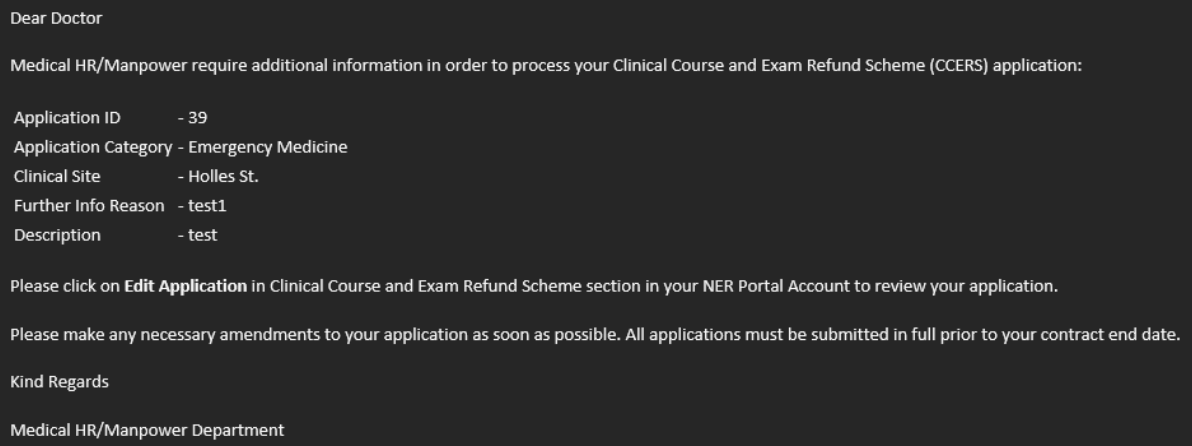 Dear Doctor
Medical HR/Manpower require additional information in order to process your Clinical Course and Exam Refund Scheme (CCERS) application:
Application ID - 39
Application Category - Emergency Medicine
Clinical Site - Holles St.
Further Info Reason - test1
Description - test
Please click on Edit Application in Clinical Course and Exam Refund Scheme section in your NER Portal Account to review your application.
Please make any necessary amendments to your application as soon as possible. All applications must be submitted in full prior to your contract end date.
Kind Regards
Medical HR/Manpower Department